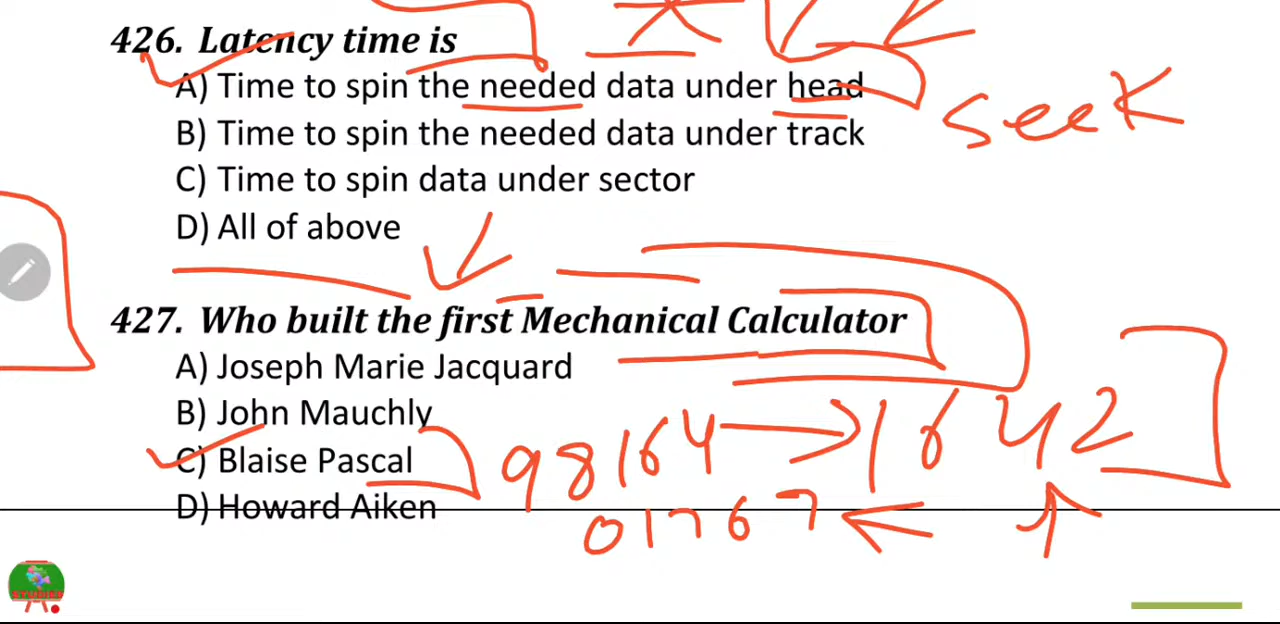 426. Latency time is
A) Time to spin the needed data under head
seek
B) Time to spin the needed data under track
C) Time to spin data under sector
D) All of above
427. Who built the first Mechanical Calculator
A) Joseph Marie Jacquard
B) John Mauchly
1642
C) Blaise Pascal
98164
D) Howard Aiken
01767
STUDIES